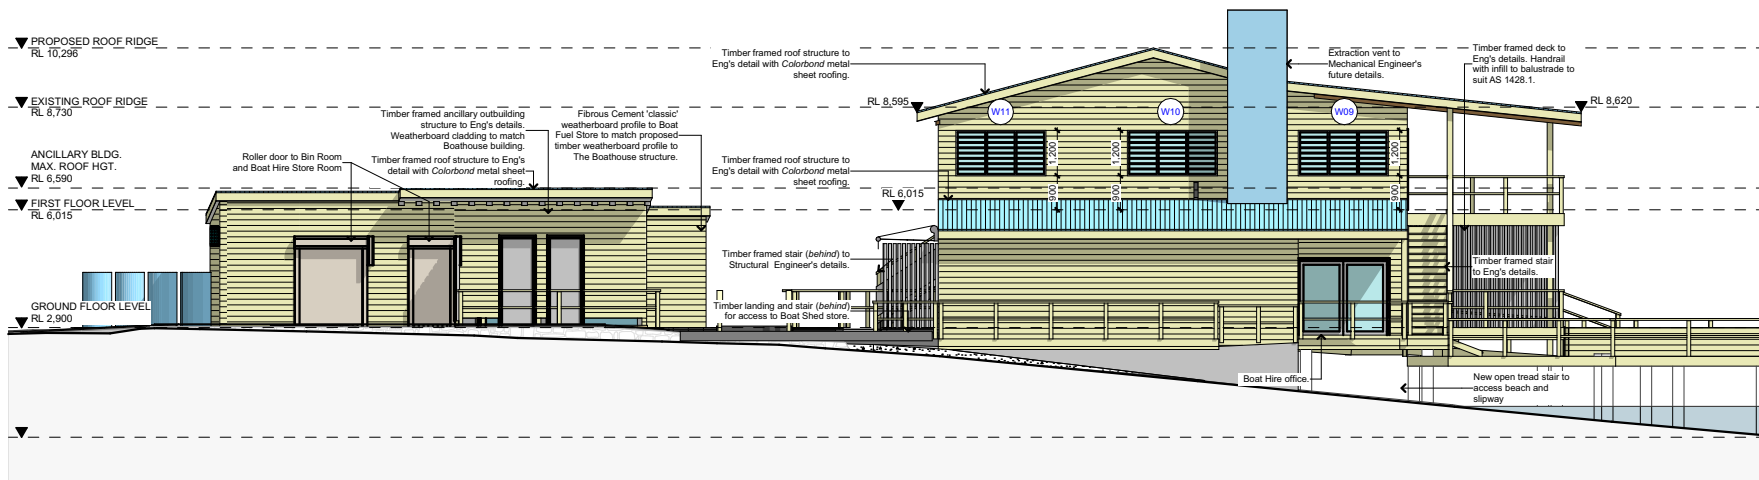 PROPOSED ROOF RIDGE
RL 10,296
EXISTING ROOF RIDGE
RL 8,730
ANCILLARY BLDG.
MAX. ROOF HGT.
RL 6,590
FIRST FLOOR LEVEL
RL 6,015
GROUND FLOOR LEVEL
RL 2,900
Roller door to Bin Room
and Boat Hire Store Room
Timber framed ancillary outbuilding
structure to Eng's details.
Weatherboard cladding to match
Boathouse building.
Timber framed roof structure to Eng's
detail with Colorbond metal sheet
roofing.
Fibrous Cement 'classic'
weatherboard profile to Boat
Fuel Store to match proposed
timber weatherboard profile to
The Boathouse structure.
Timber framed roof structure to
Eng's detail with Colorbond metal
sheet roofing.
Timber framed roof structure to
Eng's detail with Colorbond metal
sheet roofing.
Timber framed stair (behind) to
Structural Engineer's details.
Timber landing and stair (behind)
for access to Boat Shed store.
RL 8,595
RL 6,015
W11
W10
W09
1,200
900
1,200
900
1,200
900
Extraction vent to
Mechanical Engineer's
future details.
Timber framed deck to
Eng's details. Handrail
with infill to balustrade to
suit AS 1428.1.
RL 8,620
Timber framed stair
to Eng's details.
Boat Hire office.
New open tread stair to
access beach and
slipway